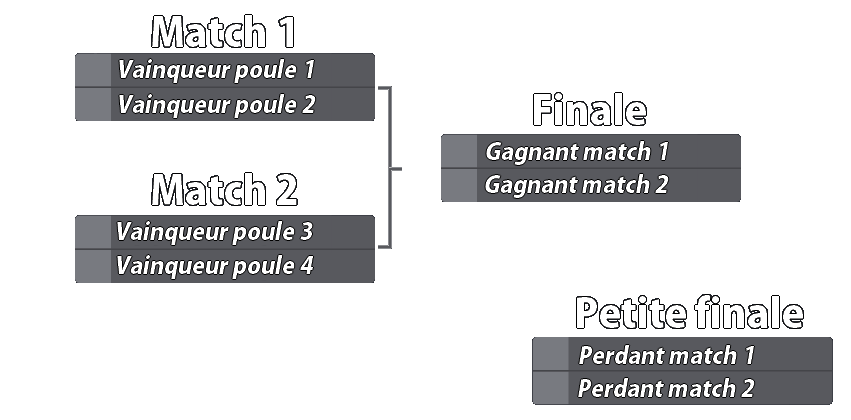 Match 1
Vainqueur poule 1
Vainqueur poule 2
Match 2
Vainqueur poule 3
Vainqueur poule 4
Finale
Gagnant match 1
Gagnant match 2
Petite finale
Perdant match 1
Perdant match 2